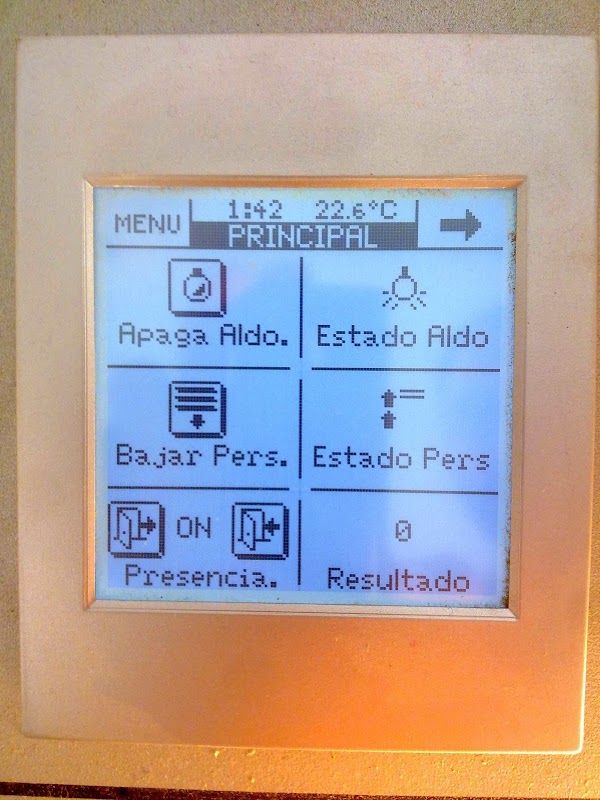 MENU 1:42 22.6°C
PRINCIPAL
Apaga Aldo. Estado Aldo
Bajar Pers. Estado Pers
ON 0
Presencia. Resultado